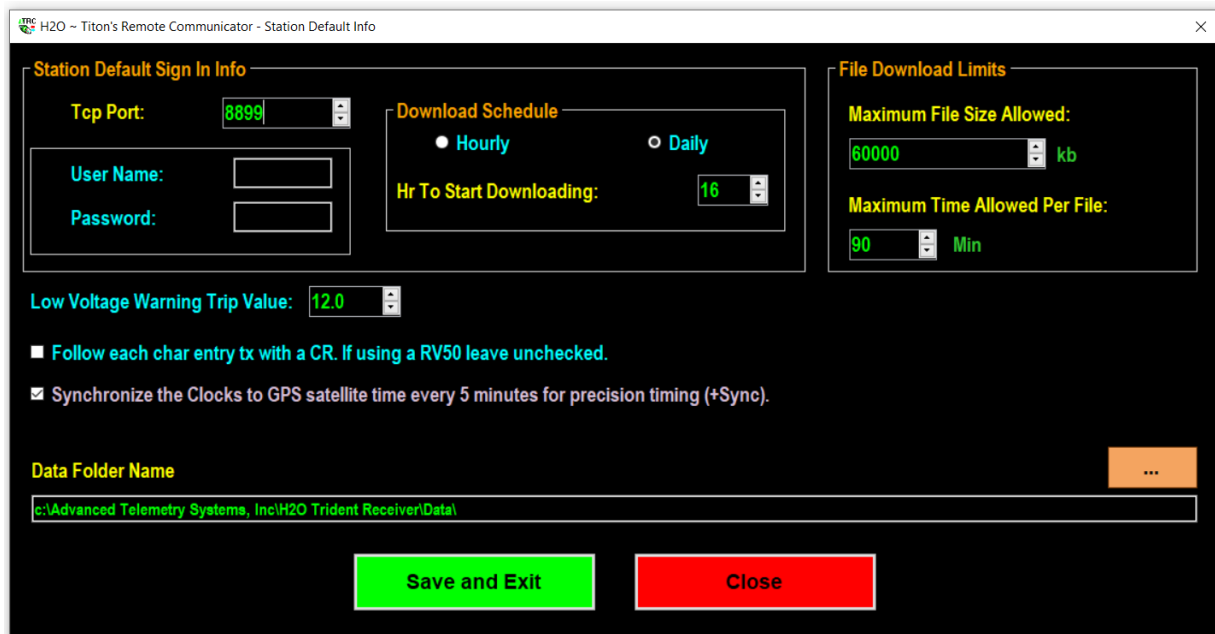 TRC H2O ~ Titon's Remote Communicator - Station Default Info
Station Default Sign In Info
Tcp Port: 8899
User Name:
Password:
Download Schedule
Hourly Daily
Hr To Start Downloading: 16
File Download Limits
Maximum File Size Allowed:
60000 kb
Maximum Time Allowed Per File:
90 Min
Low Voltage Warning Trip Value: 12.0
Follow each char entry tx with a CR. If using a RV50 leave unchecked.
Synchronize the Clocks to GPS satellite time every 5 minutes for precision timing (+Sync).
Data Folder Name
...
c:\Advanced Telemetry Systems, Inc\H2O Trident Receiver\Data\
Save and Exit Close